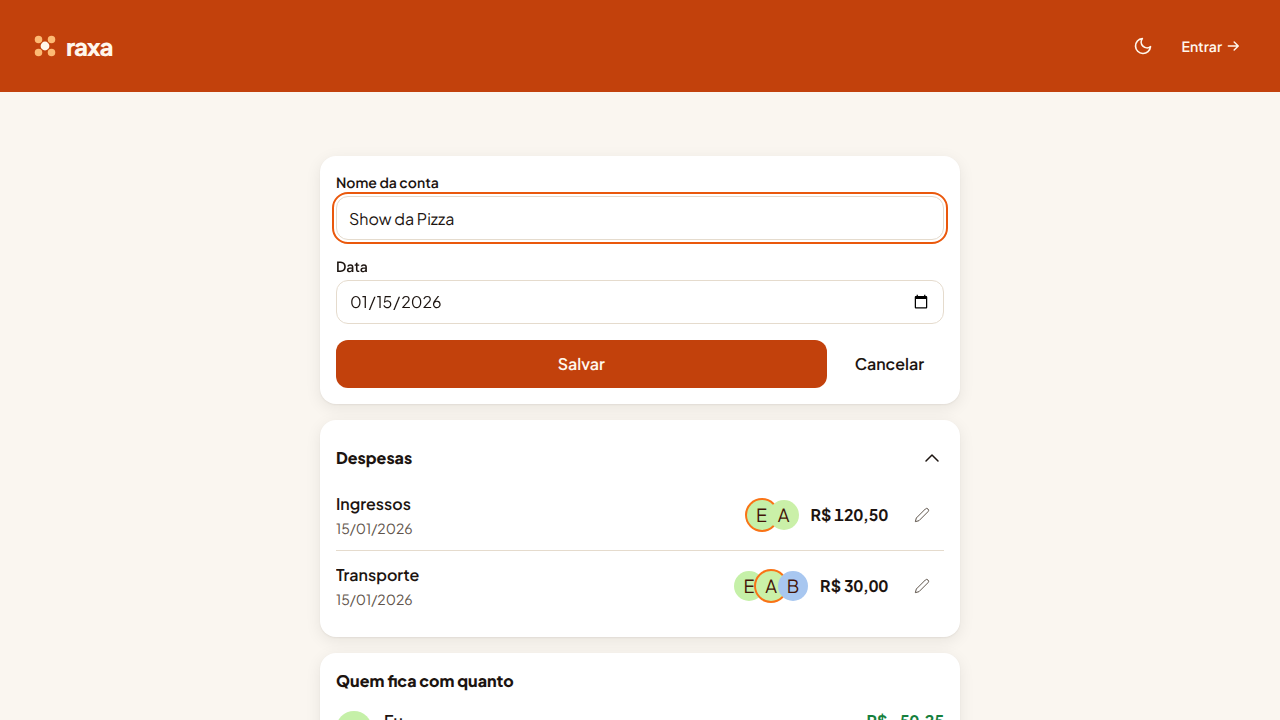 raxa
Entrar →
Nome da conta
Show da Pizza
Data
01/15/2026
Salvar
Cancelar
Despesas
Ingressos
E A R$ 120,50
15/01/2026
Transporte
E A B R$ 30,00
15/01/2026
Quem fica com quanto